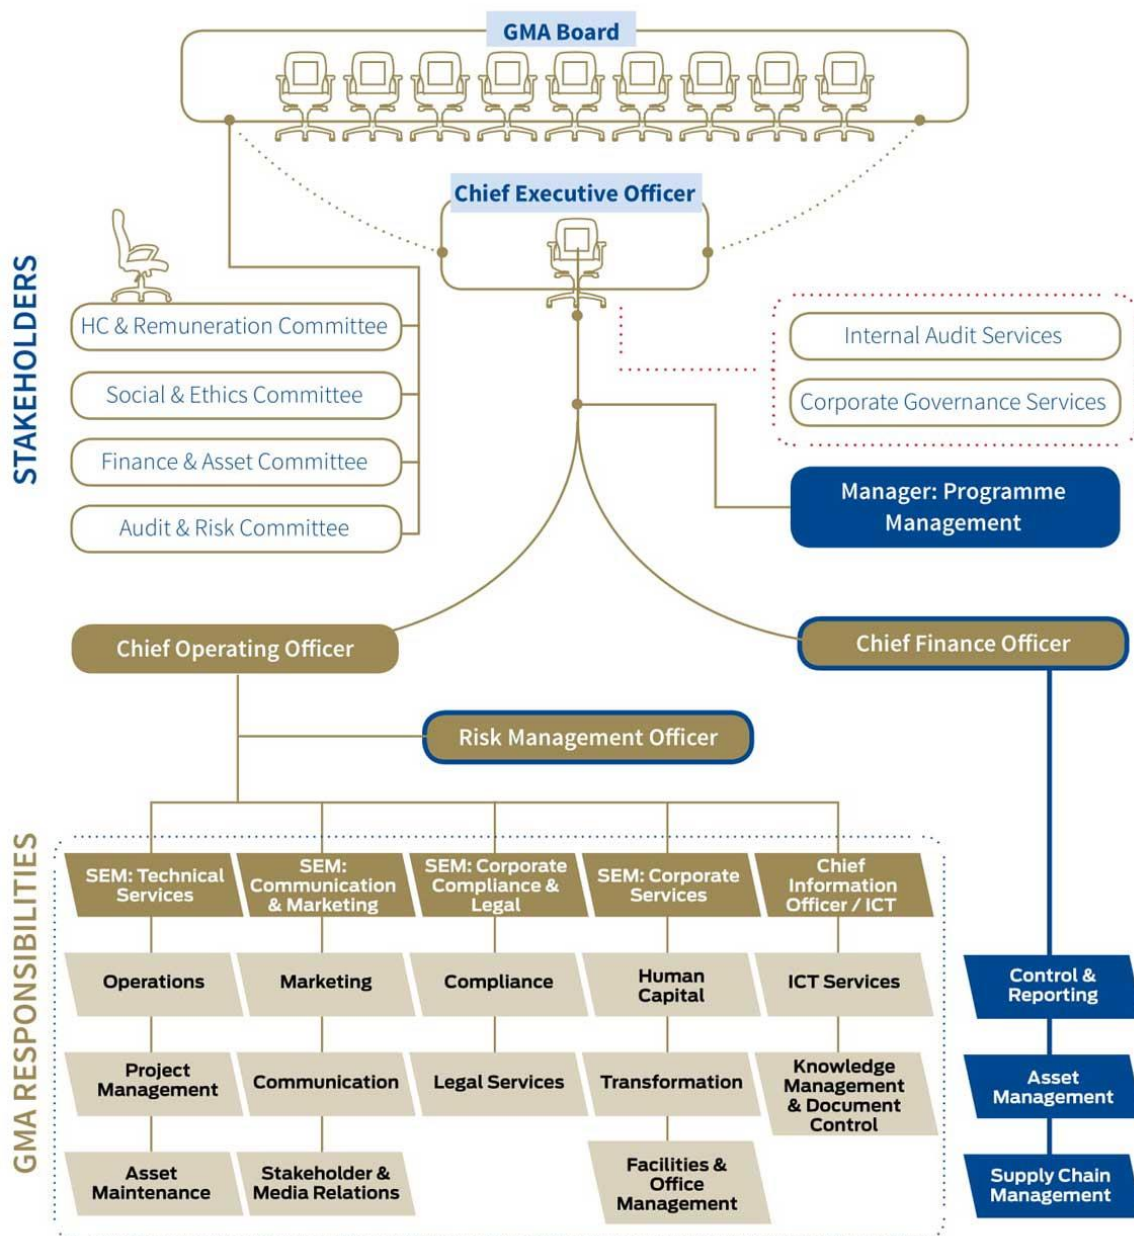 GMA Board
Chief Executive Officer
STAKEHOLDERS
HC & Remuneration Committee
Social & Ethics Committee
Finance & Asset Committee
Audit & Risk Committee
Internal Audit Services
Corporate Governance Services
Manager: Programme
Management
Chief Operating Officer
Chief Finance Officer
Risk Management Officer
GMA RESPONSIBILITIES
SEM: Technical
Services
Operations
Project
Management
Asset
Maintenance
SEM:
Communication
& Marketing
Marketing
Communication
Stakeholder &
Media Relations
SEM: Corporate
Compliance &
Legal
Compliance
Legal Services
SEM: Corporate
Services
Human
Capital
Transformation
Facilities &
Office
Management
Chief
Information
Officer / ICT
ICT Services
Knowledge
Management
& Document
Control
Control &
Reporting
Asset
Management
Supply Chain
Management